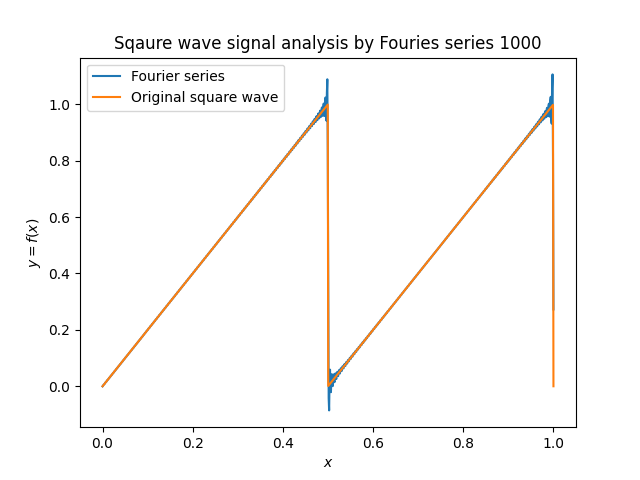 Sqaure wave signal analysis by Fouries series 1000
Fourier series
Original square wave
1.0
0.8
0.6
0.4
0.2
0.0
y = f(x)
0.0 0.2 0.4 0.6 0.8 1.0
x